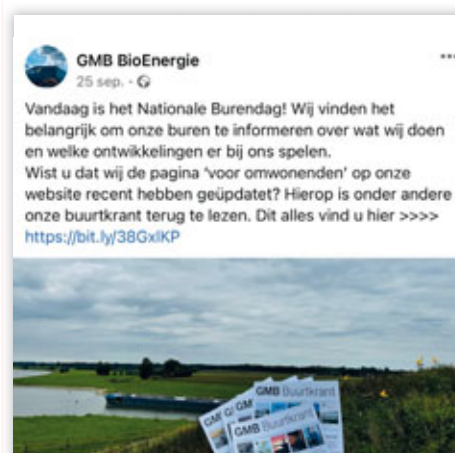 GMB BioEnergie
25 sep.
Vandaag is het Nationale Burendag! Wij vinden het
belangrijk om onze buren te informeren over wat wij doen
en welke ontwikkelingen er bij ons spelen.
Wist u dat wij de pagina 'voor omwonenden' op onze
website recent hebben geüpdatet? Hierop is onder andere
onze buurtkrant terug te lezen. Dit alles vind u hier >>>>
https://bit.ly/38GxlKP
GMB Buurtkrant
GMB Buurtkrant